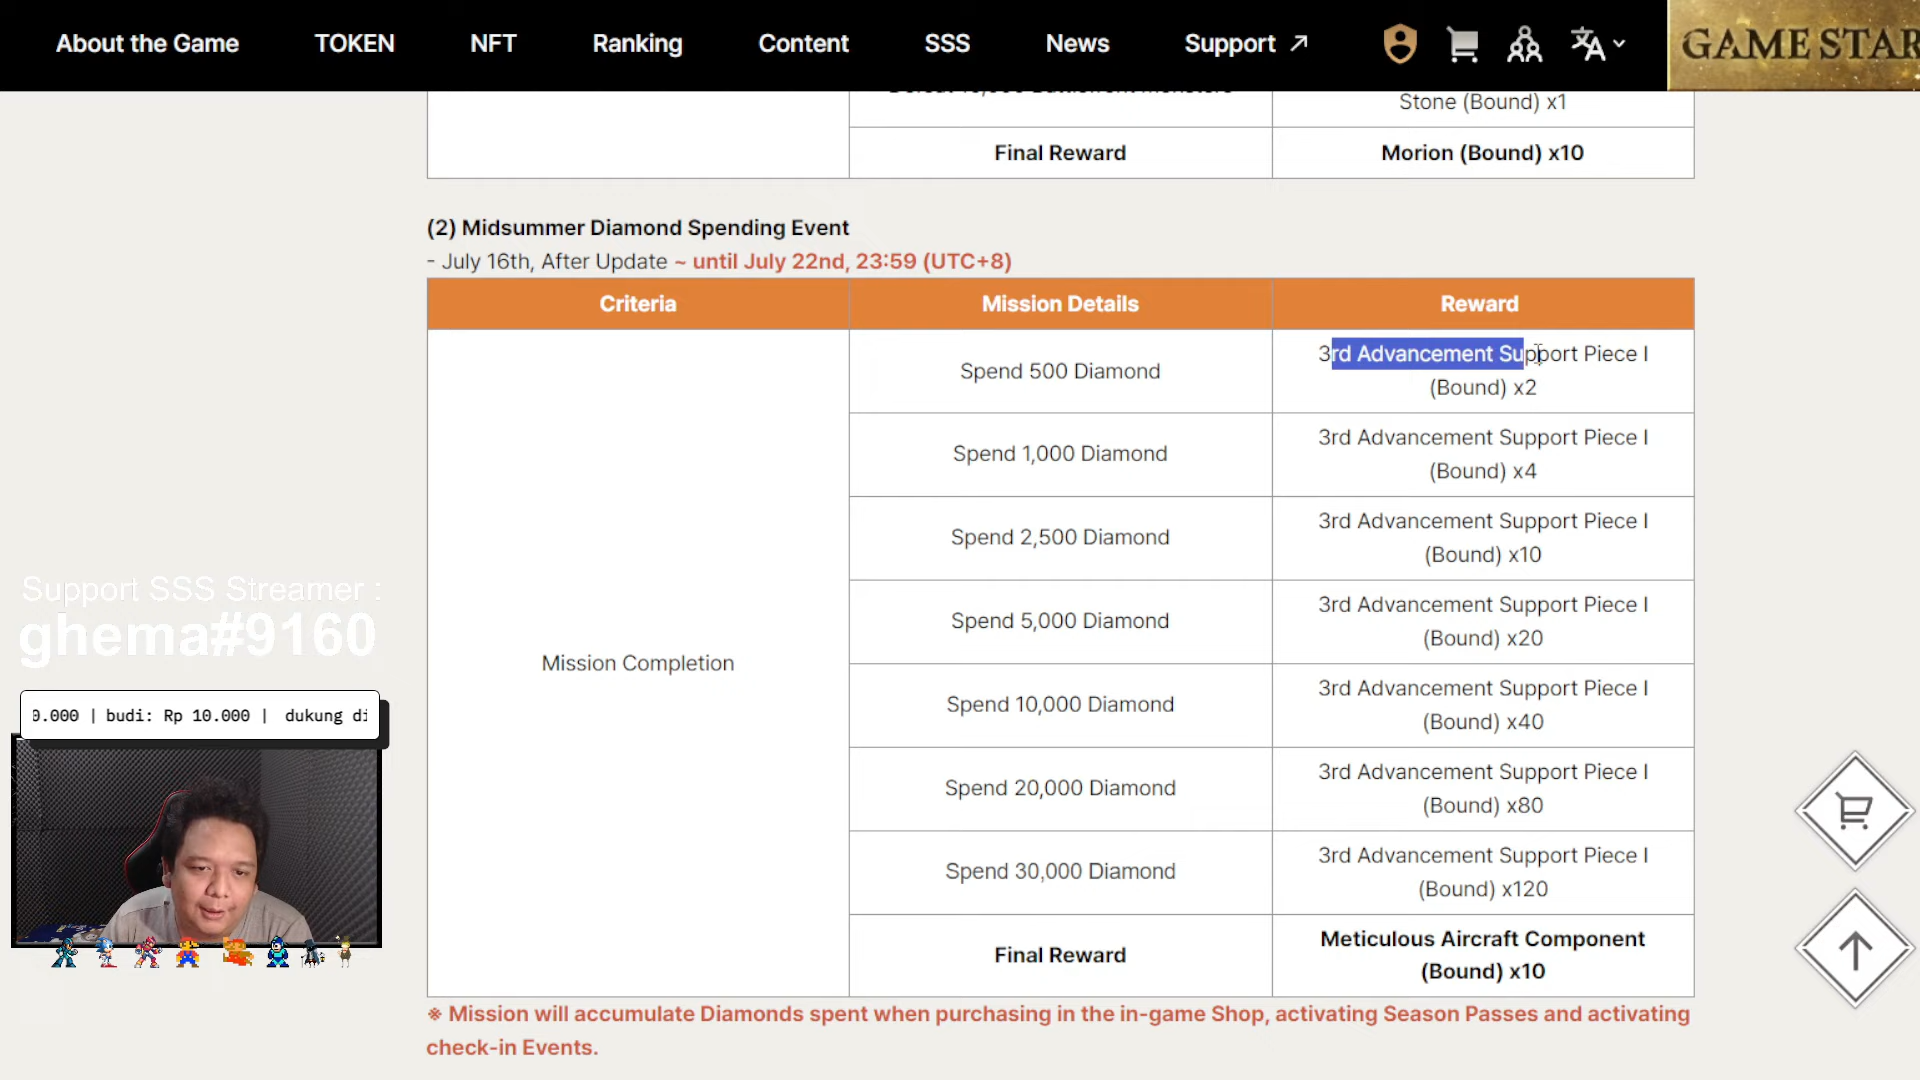 About the Game TOKEN NFT Ranking Content SSS News Support GAME STAR
Stone (Bound) x1
Final Reward Morion (Bound) x10
(2) Midsummer Diamond Spending Event
- July 16th, After Update ~ until July 22nd, 23:59 (UTC+8)
Criteria Mission Details Reward
Mission Completion
Spend 500 Diamond
3rd Advancement Support Piece I
(Bound) x2
Spend 1,000 Diamond
3rd Advancement Support Piece I
(Bound) x4
Spend 2,500 Diamond
3rd Advancement Support Piece I
(Bound) x10
Spend 5,000 Diamond
3rd Advancement Support Piece I
(Bound) x20
Spend 10,000 Diamond
3rd Advancement Support Piece I
(Bound) x40
Spend 20,000 Diamond
3rd Advancement Support Piece I
(Bound) x80
Spend 30,000 Diamond
3rd Advancement Support Piece I
(Bound) x120
Final Reward
Meticulous Aircraft Component
(Bound) x10
※ Mission will accumulate Diamonds spent when purchasing in the in-game Shop, activating Season Passes and activating
check-in Events.
Support SSS Streamer :
ghema#9160
0.000 | budi: Rp 10.000 | dukung di